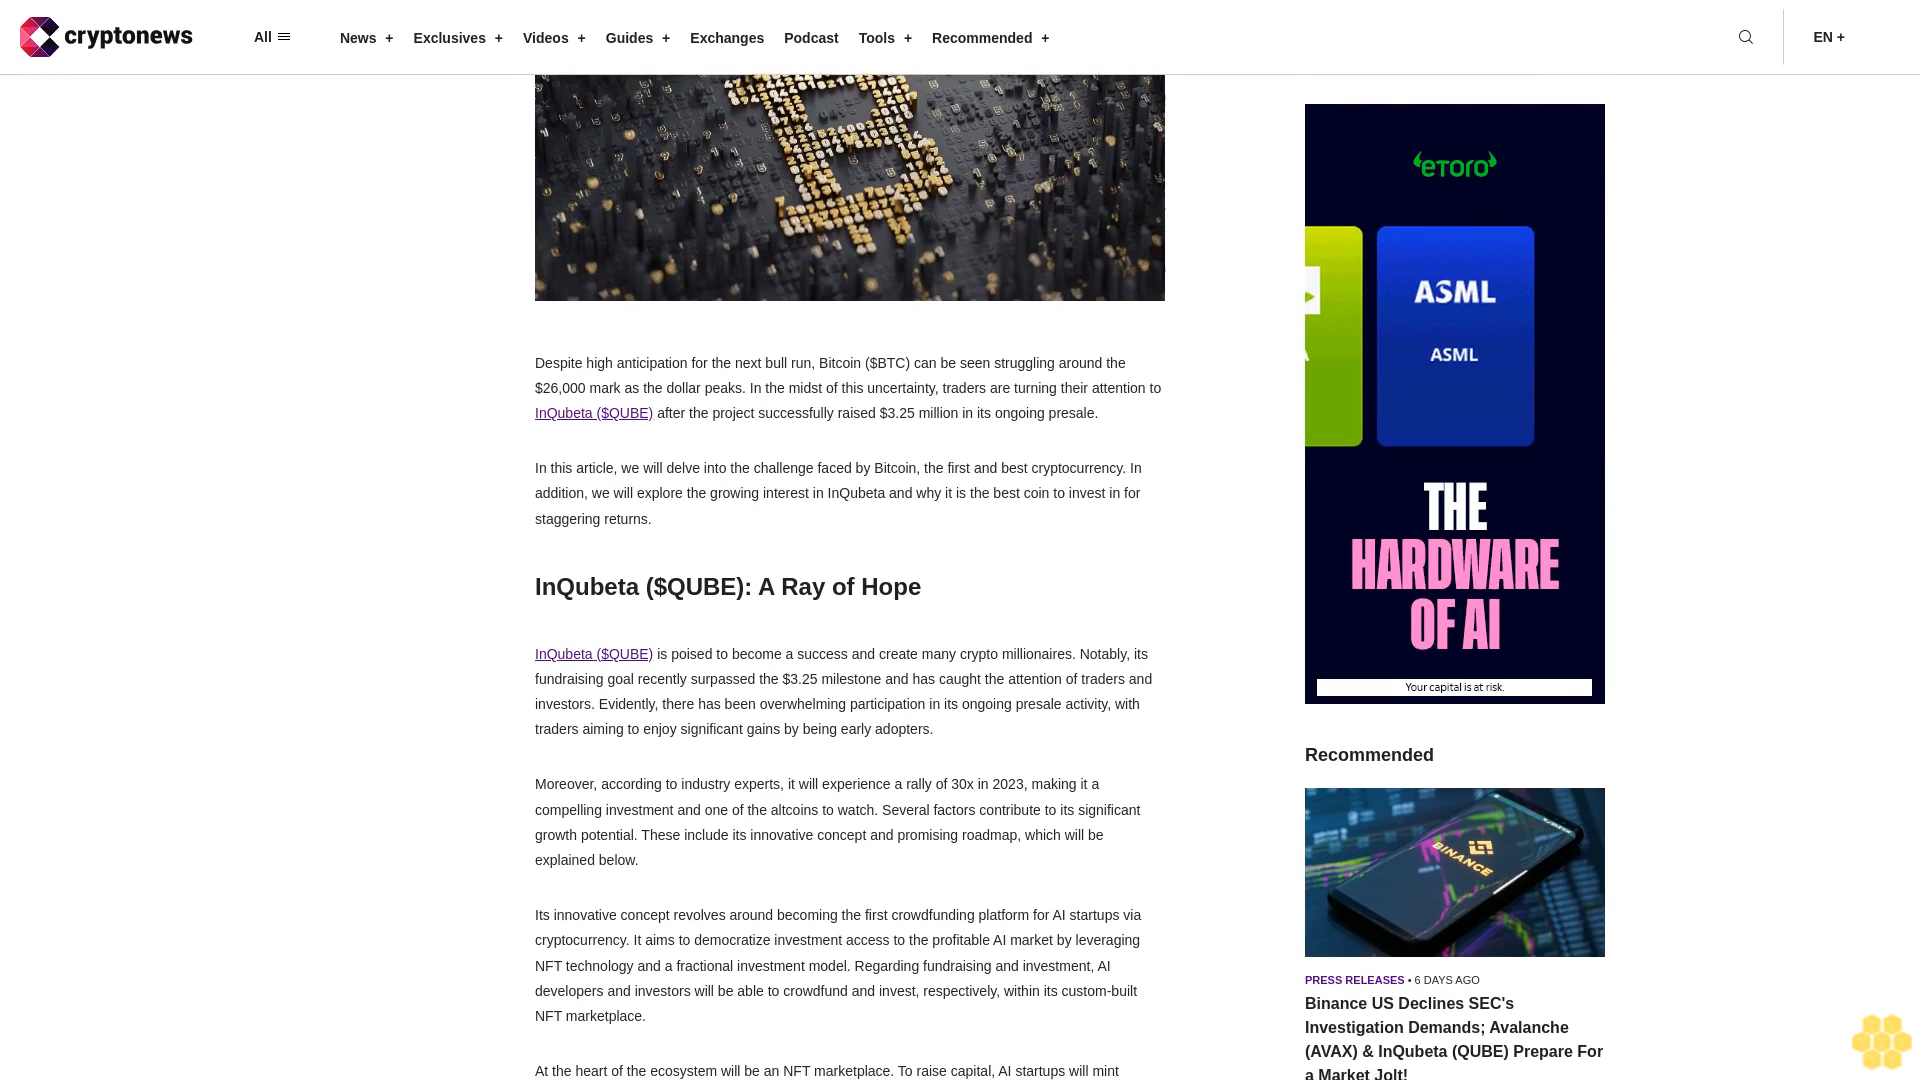 cryptonews
All
News +
Exclusives +
Videos +
Guides +
Exchanges
Podcast
Tools +
Recommended +
EN +
Despite high anticipation for the next bull run, Bitcoin ($BTC) can be seen struggling around the
$26,000 mark as the dollar peaks. In the midst of this uncertainty, traders are turning their attention to
InQubeta ($QUBE) after the project successfully raised $3.25 million in its ongoing presale.
In this article, we will delve into the challenge faced by Bitcoin, the first and best cryptocurrency. In
addition, we will explore the growing interest in InQubeta and why it is the best coin to invest in for
staggering returns.
InQubeta ($QUBE): A Ray of Hope
InQubeta ($QUBE) is poised to become a success and create many crypto millionaires. Notably, its
fundraising goal recently surpassed the $3.25 milestone and has caught the attention of traders and
investors. Evidently, there has been overwhelming participation in its ongoing presale activity, with
traders aiming to enjoy significant gains by being early adopters.
Moreover, according to industry experts, it will experience a rally of 30x in 2023, making it a
compelling investment and one of the altcoins to watch. Several factors contribute to its significant
growth potential. These include its innovative concept and promising roadmap, which will be
explained below.
Its innovative concept revolves around becoming the first crowdfunding platform for AI startups via
cryptocurrency. It aims to democratize investment access to the profitable AI market by leveraging
NFT technology and a fractional investment model. Regarding fundraising and investment, AI
developers and investors will be able to crowdfund and invest, respectively, within its custom-built
NFT marketplace.
At the heart of the ecosystem will be an NFT marketplace. To raise capital, AI startups will mint
eToro
ASML
ASML
THE
HARDWARE
OF AI
Your capital is at risk.
Recommended
BINANCE
PRESS RELEASES • 6 DAYS AGO
Binance US Declines SEC's
Investigation Demands; Avalanche
(AVAX) & InQubeta (QUBE) Prepare For
a Market Jolt!